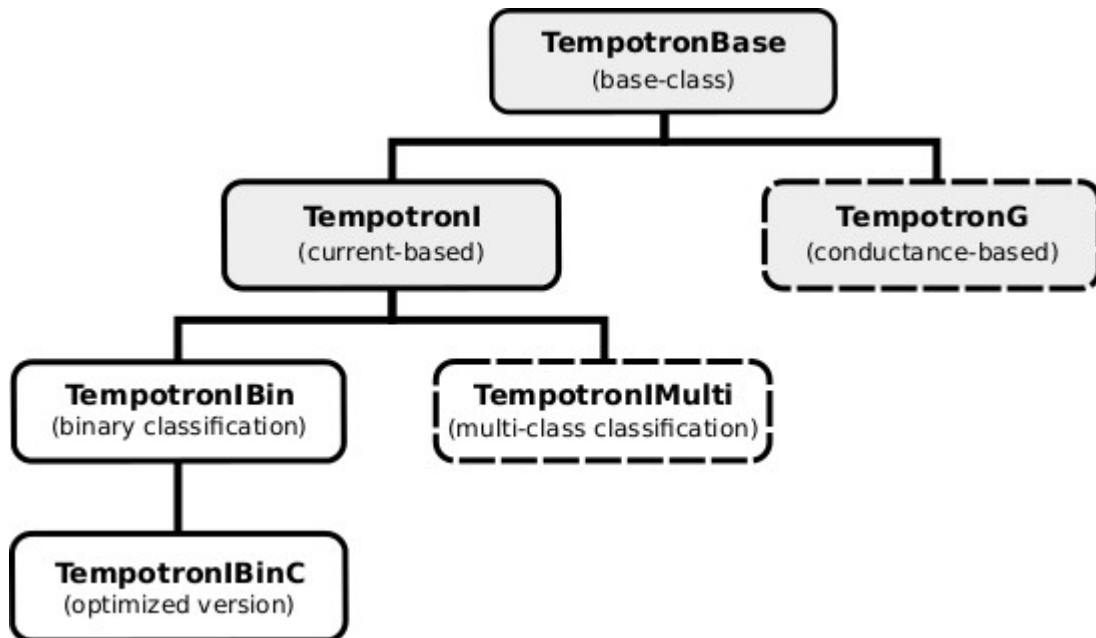 TempotronBase
(base-class)
TempotronI
(current-based)
TempotronG
(conductance-based)
TempotronIBin
(binary classification)
TempotronIMulti
(multi-class classification)
TempotronIBinC
(optimized version)